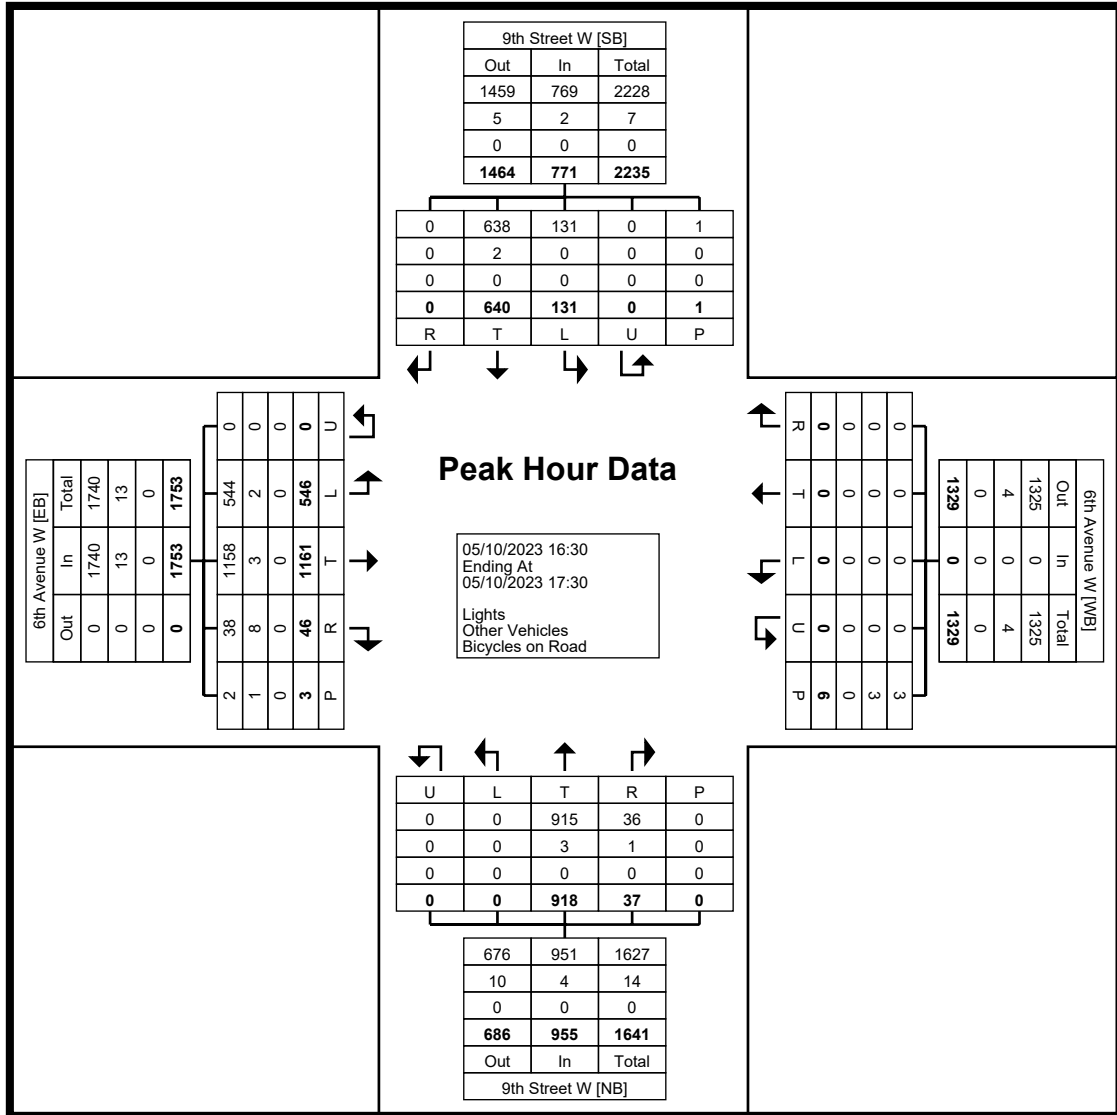 9th Street W [SB]
Out In Total
1459 769 2228
5 2 7
0 0 0
1464 771 2235
0 638 131 0 1
0 2 0 0 0
0 0 0 0 0
0 640 131 0 1
R T L U P
6th Avenue W [EB]
Out In Total
0 1740 1740
0 13 13
0 0 0
0 1753 1753
2 38 1158 544 0
1 8 3 2 0
0 0 0 0 0
3 46 1161 546 0
P R T L U
Peak Hour Data
05/10/2023 16:30
Ending At
05/10/2023 17:30
Lights
Other Vehicles
Bicycles on Road
6th Avenue W [WB]
Out In Total
1325 0 1325
4 0 4
0 0 0
1329 0 1329
0 0 0 0 3
0 0 0 0 3
0 0 0 0 0
0 0 0 0 6
R T L U P
U L T R P
0 0 915 36 0
0 0 3 1 0
0 0 0 0 0
0 0 918 37 0
676 951 1627
10 4 14
0 0 0
686 955 1641
Out In Total
9th Street W [NB]